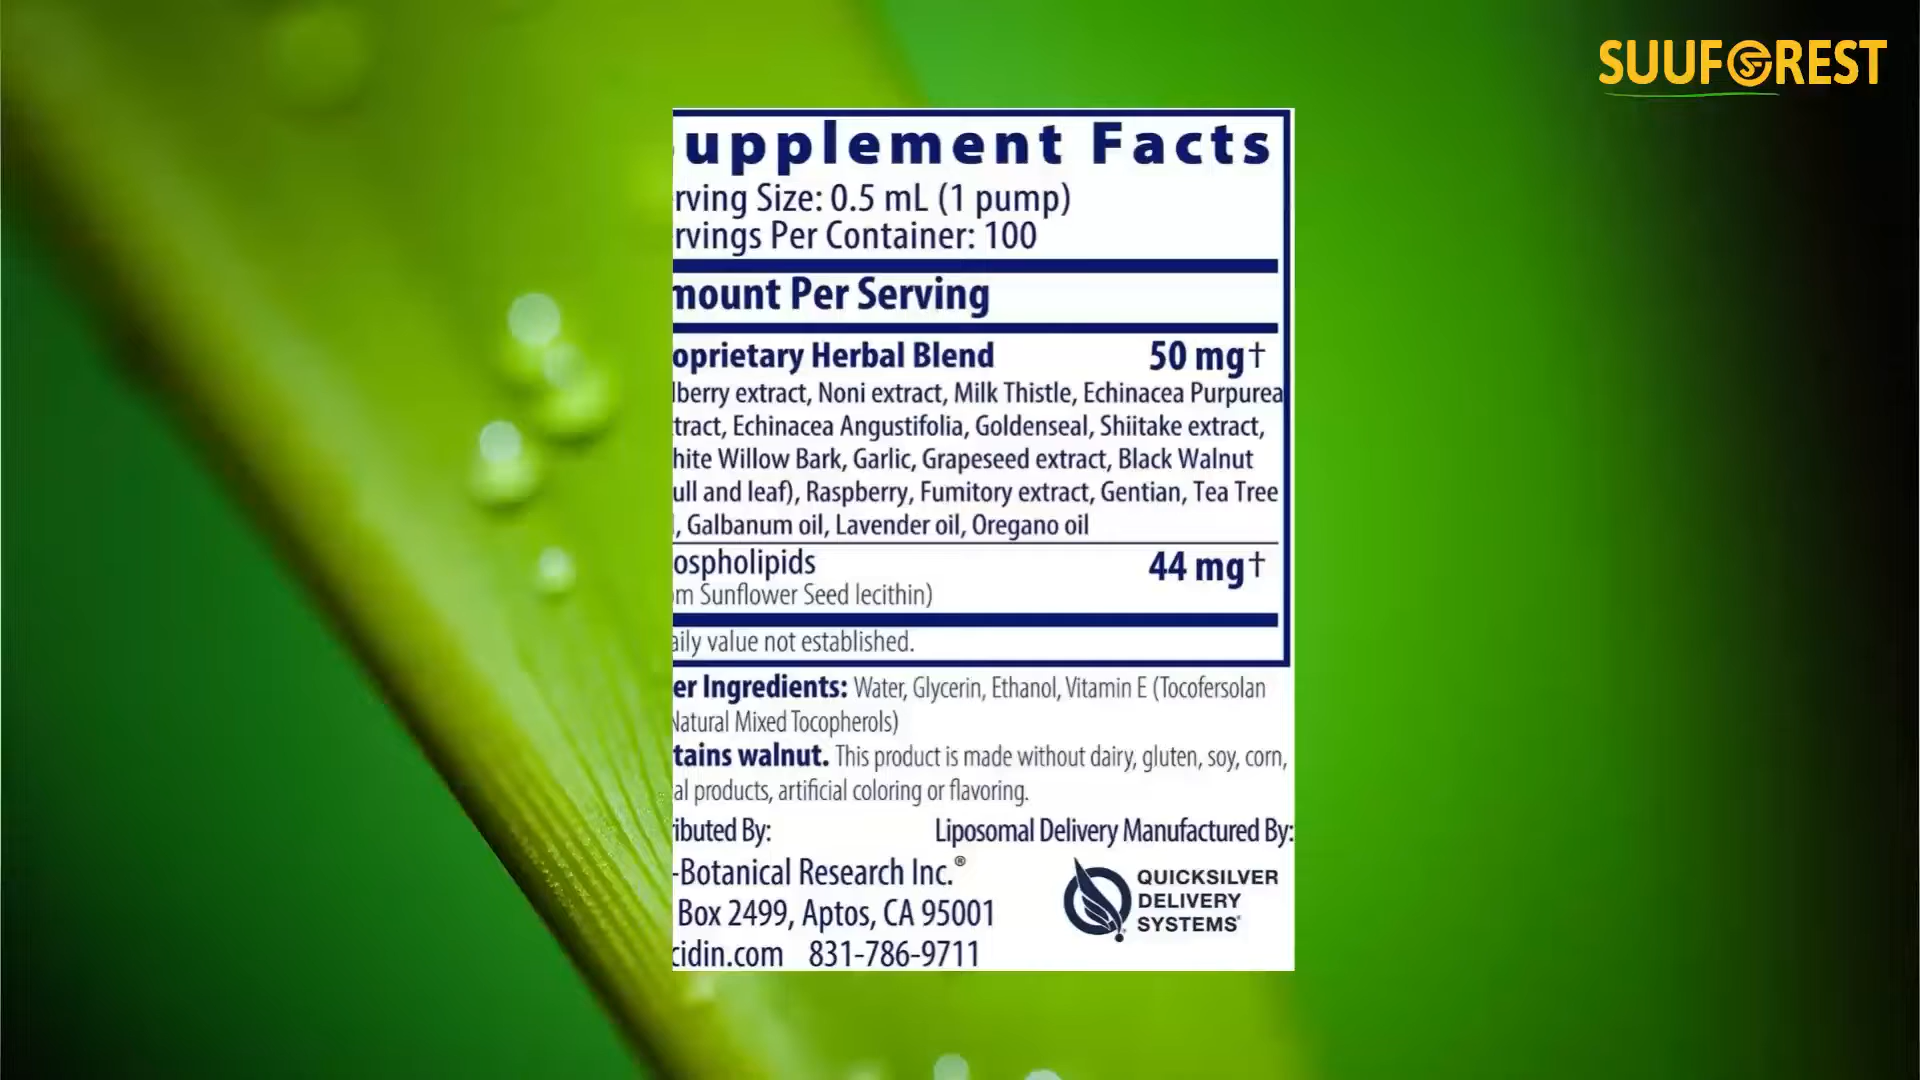 SUUFOREST
upplement Facts
rving Size: 0.5 mL (1 pump)
rvings Per Container: 100
mount Per Serving
oprietary Herbal Blend 50 mg†
lberry extract, Noni extract, Milk Thistle, Echinacea Purpurea
tract, Echinacea Angustifolia, Goldenseal, Shiitake extract,
hite Willow Bark, Garlic, Grapeseed extract, Black Walnut
ull and leaf), Raspberry, Fumitory extract, Gentian, Tea Tree
l, Galbanum oil, Lavender oil, Oregano oil
ospholipids 44 mg†
om Sunflower Seed lecithin)
aily value not established.
er Ingredients: Water, Glycerin, Ethanol, Vitamin E (Tocofersolan
Natural Mixed Tocopherols)
tains walnut. This product is made without dairy, gluten, soy, corn,
al products, artificial coloring or flavoring.
ributed By: Liposomal Delivery Manufactured By:
-Botanical Research Inc.®
Box 2499, Aptos, CA 95001
cidin.com 831-786-9711
QUICKSILVER
DELIVERY
SYSTEMS